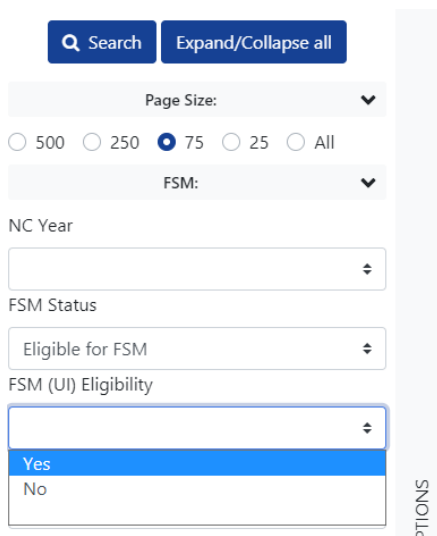 Search Expand/Collapse all
Page Size:
500 250 75 25 All
FSM:
NC Year
FSM Status
Eligible for FSM
FSM (UI) Eligibility
Yes
No